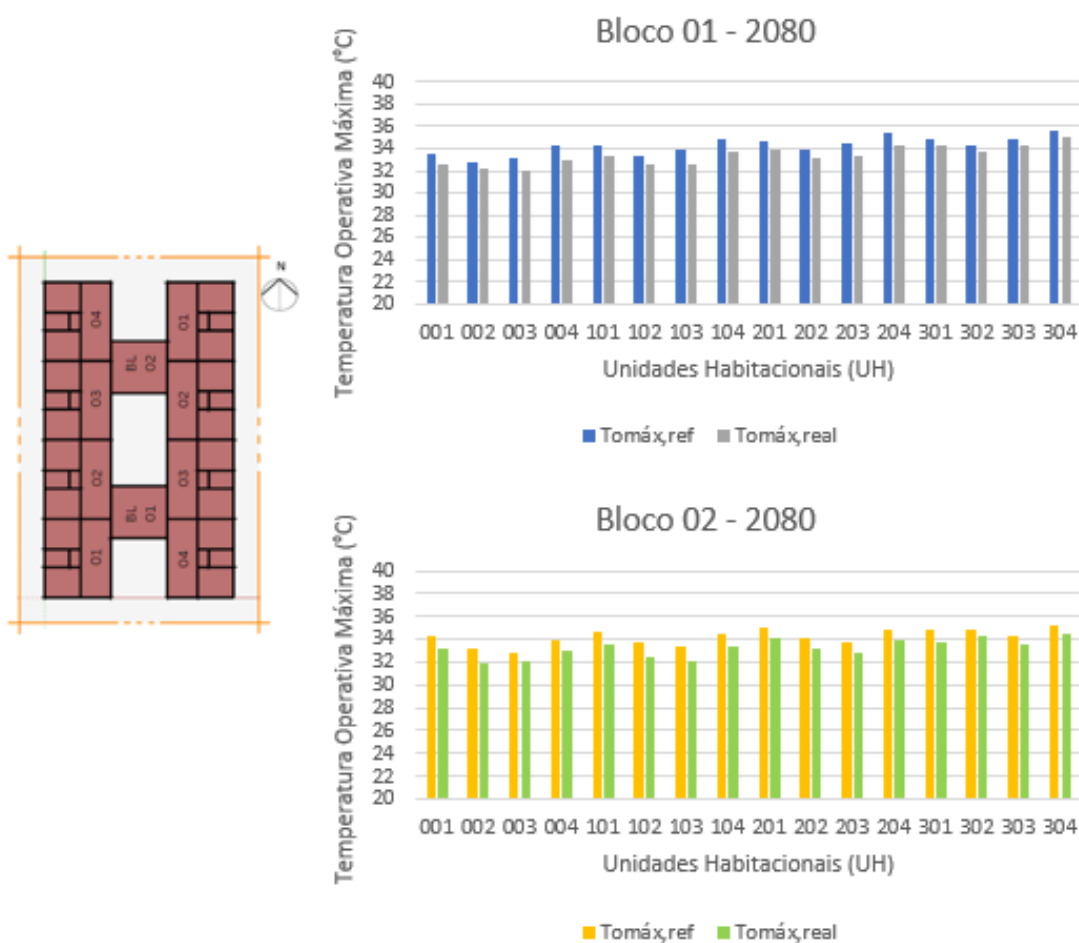 Bloco 01 - 2080
Temperatura Operativa Máxima (°C)
40
38
36
34
32
30
28
26
24
22
20
001 002 003 004 101 102 103 104 201 202 203 204 301 302 303 304
Unidades Habitacionais (UH)
Tomáx,ref Tomáx,real
N
04
01
BL
02
03
02
02
03
BL
01
01
04
Bloco 02 - 2080
Temperatura Operativa Máxima (°C)
40
38
36
34
32
30
28
26
24
22
20
001 002 003 004 101 102 103 104 201 202 203 204 301 302 303 304
Unidades Habitacionais (UH)
Tomáx,ref Tomáx,real